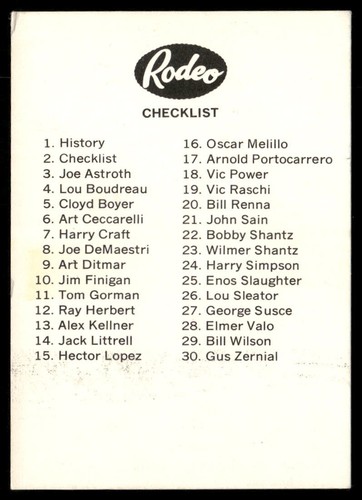 Rodeo
CHECKLIST
1. History
2. Checklist
3. Joe Astroth
4. Lou Boudreau
5. Cloyd Boyer
6. Art Ceccarelli
7. Harry Craft
8. Joe DeMaestri
9. Art Ditmar
10. Jim Finigan
11. Tom Gorman
12. Ray Herbert
13. Alex Kellner
14. Jack Littrell
15. Hector Lopez
16. Oscar Melillo
17. Arnold Portocarrero
18. Vic Power
19. Vic Raschi
20. Bill Renna
21. John Sain
22. Bobby Shantz
23. Wilmer Shantz
24. Harry Simpson
25. Enos Slaughter
26. Lou Sleator
27. George Susce
28. Elmer Valo
29. Bill Wilson
30. Gus Zernial